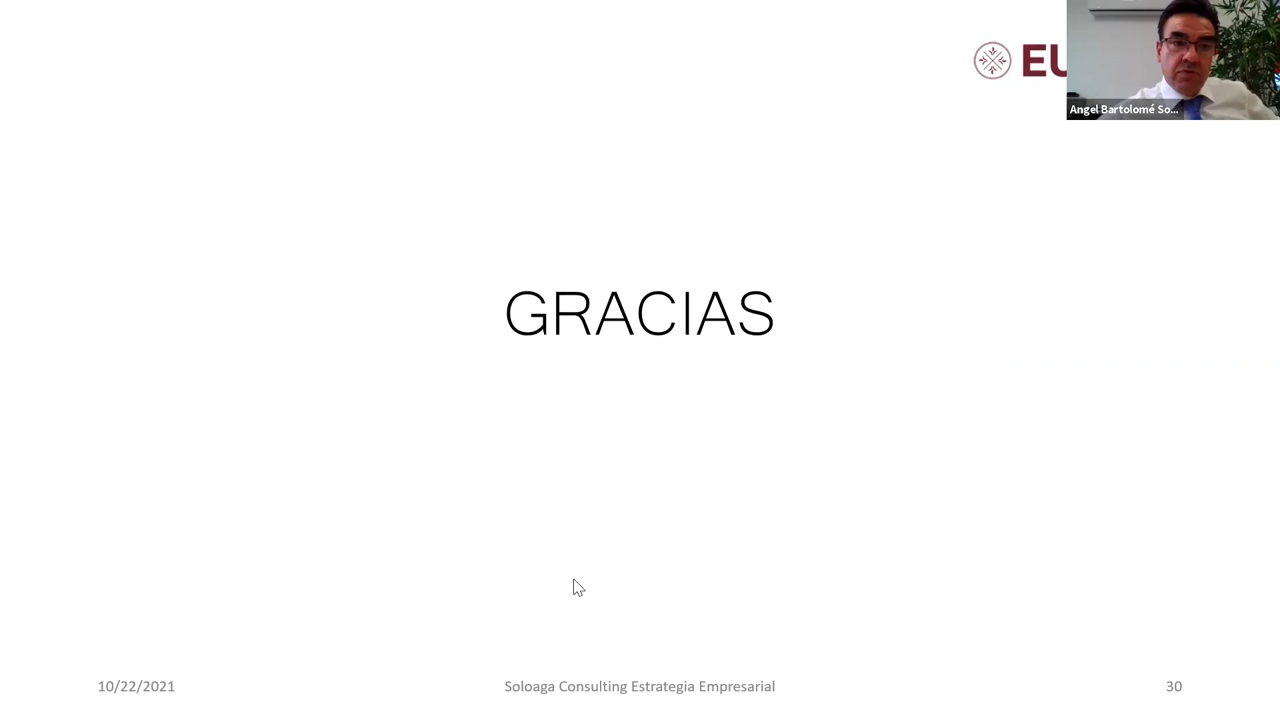 EU
Angel Bartolomé So...
GRACIAS
10/22/2021
Soloaga Consulting Estrategia Empresarial
30